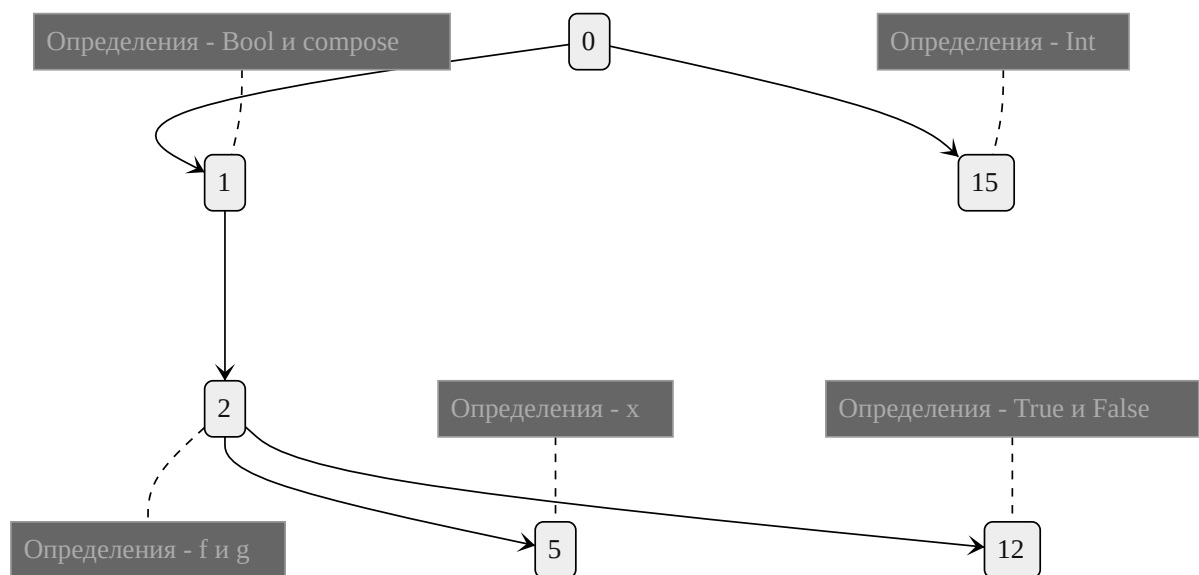 Определения - Bool и compose
0
Определения - Int
1
15
2
Определения - x
Определения - True и False
Определения - f и g
5
12